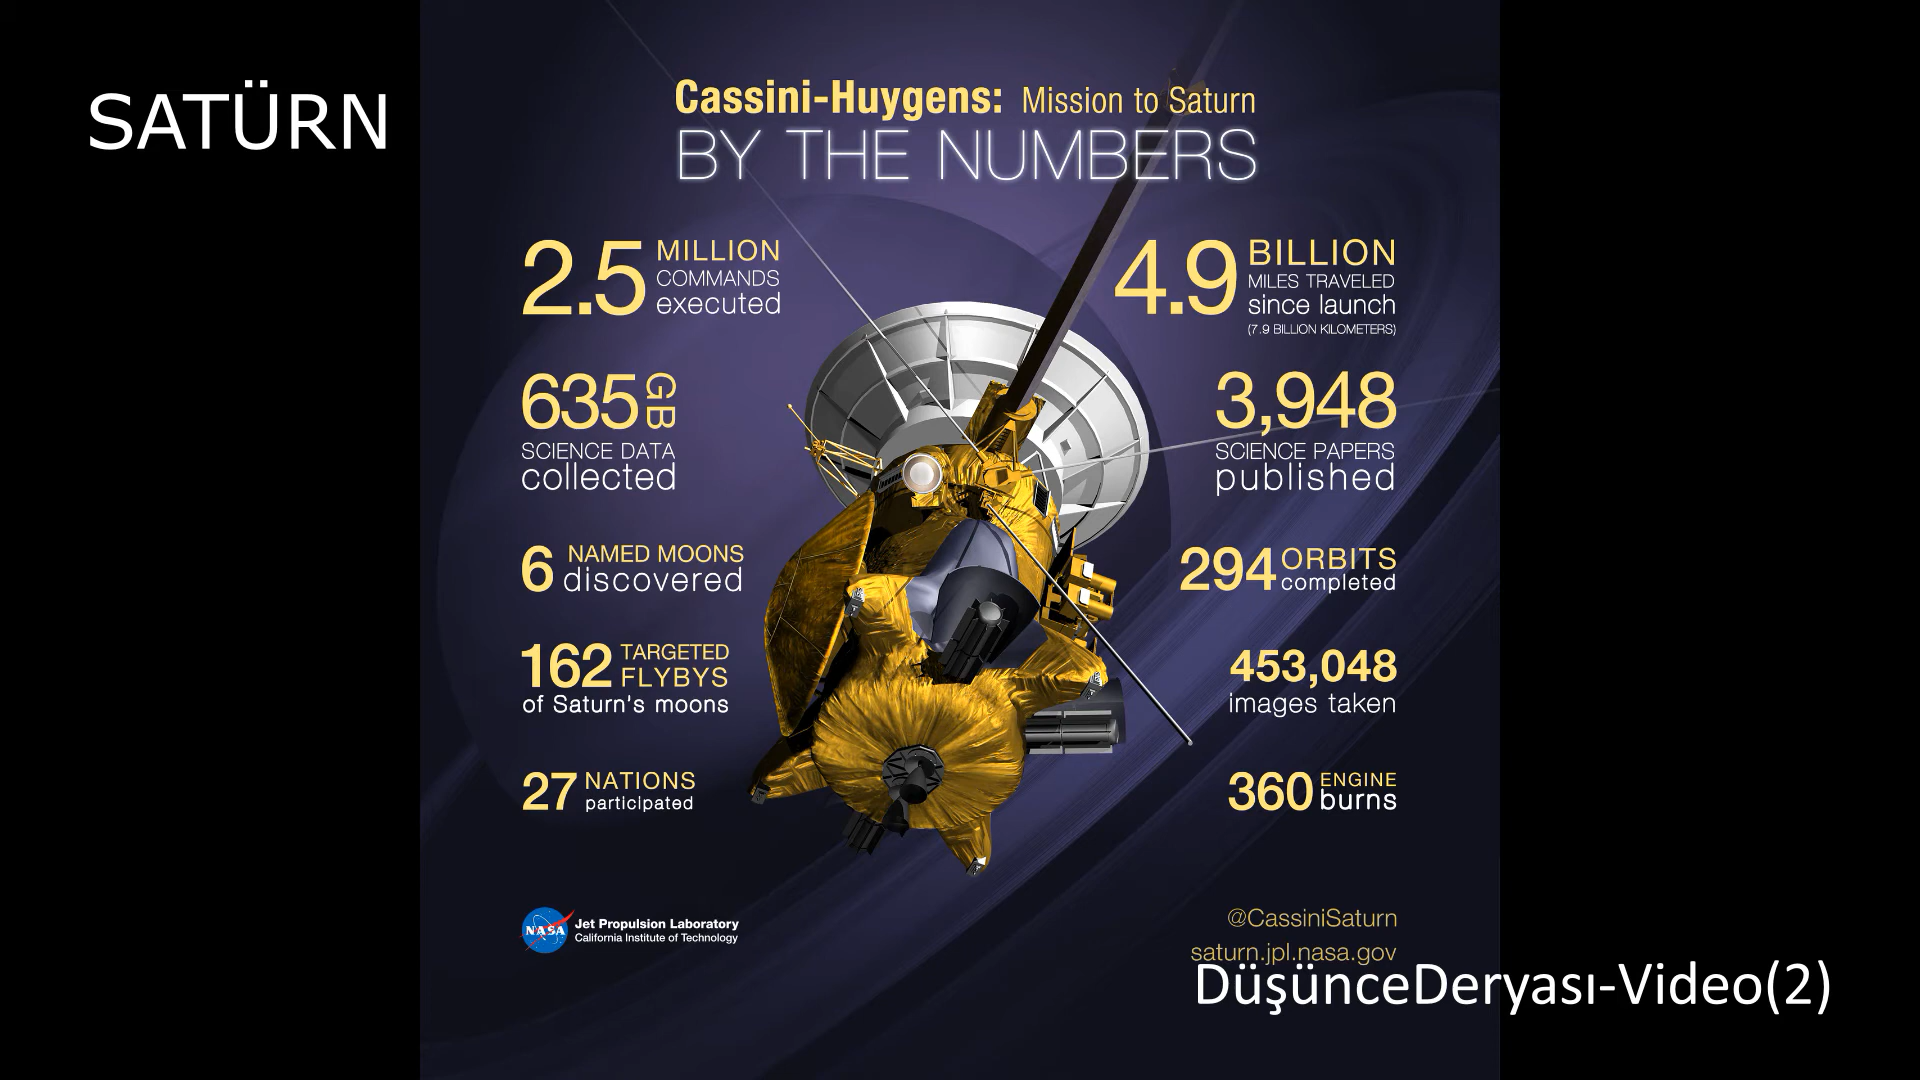 SATÜRN
Cassini-Huygens: Mission to Saturn
BY THE NUMBERS
2.5 MILLION
COMMANDS
executed
4.9 BILLION
MILES TRAVELED
since launch
(7.9 BILLION KILOMETERS)
635 GB
SCIENCE DATA
collected
3,948
SCIENCE PAPERS
published
6 NAMED MOONS
discovered
294 ORBITS
completed
162 TARGETED
FLYBYS
of Saturn's moons
453,048
images taken
27 NATIONS
participated
360 ENGINE
burns
NASA
Jet Propulsion Laboratory
California Institute of Technology
@CassiniSaturn
saturn.jpl.nasa.gov
DüşünceDeryası-Video(2)